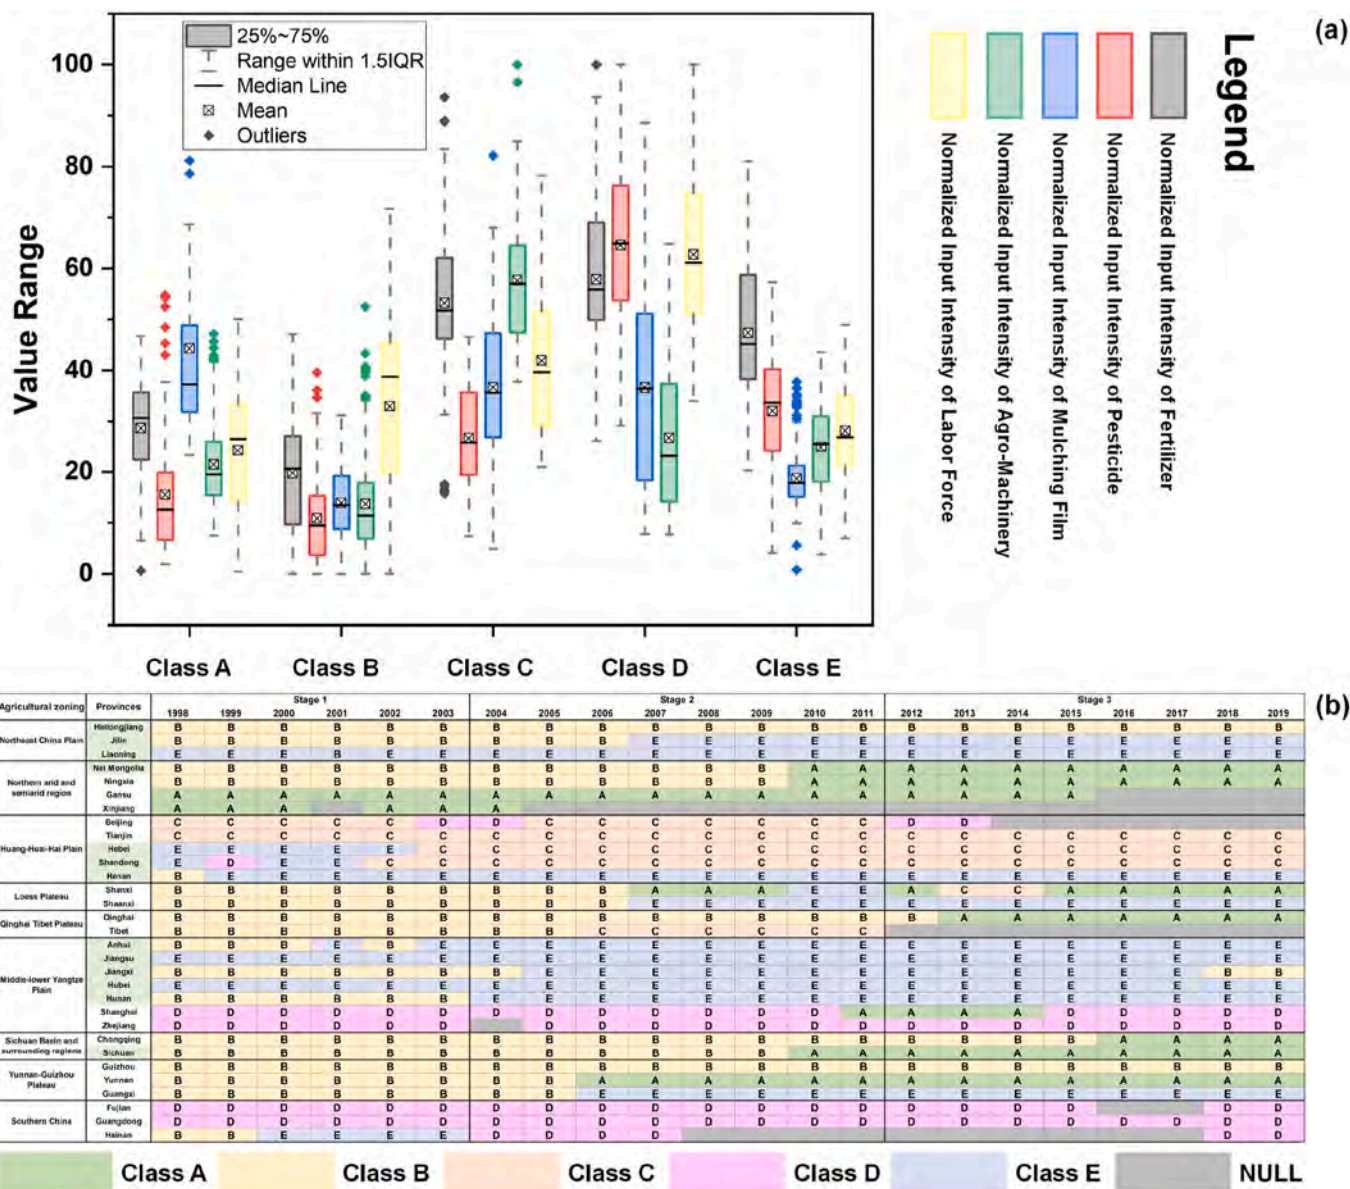 (a)
25%~75%
Range within 1.5IQR
Median Line
Mean
Outliers
100
80
60
40
20
0
Value Range
Class A Class B Class C Class D Class E
Legend
Normalized Input Intensity of Labor Force
Normalized Input Intensity of Agro-Machinery
Normalized Input Intensity of Mulching Film
Normalized Input Intensity of Pesticide
Normalized Input Intensity of Fertilizer
(b)
Agricultural zoning Provinces Stage 1 Stage 2 Stage 3
1998 1999 2000 2001 2002 2003 2004 2005 2006 2007 2008 2009 2010 2011 2012 2013 2014 2015 2016 2017 2018 2019
Northeast China Plain
Heilongjiang B B B B B B B B B B B B B B B B B B B B B B
Jilin B B B B B B B B B E E E E E E E E E E E E E
Liaoning E E E B E E E E E E E E E E E E E E E E E E
Northern arid and semiarid region
Nei Mongolia B B B B B B B B B B B B A A A A A A A A A A
Ningxia B B B B B B B B B B B B A A A A A A A A A A
Gansu A A A A A A A A A A A A A A A A A A
Xinjiang A A A A A A
Huang-Huai-Hai Plain
Beijing C C C C C D D C C C C C C C D D
Tianjin C C C C C C C C C C C C C C C C C C C C C C
Hebei E E E E E C C C C C C C C C C C C C C C C C
Shandong E D E E C C C C C C C C C C C C C C C C C C
Henan B E E E E E E E E E E E E E E E E E E E E E
Loess Plateau
Shanxi B B B B B B B B B A A A E E A C C A A A A A
Shaanxi B B B B B B B B B E E E E E E E E E E E E E
Qinghai Tibet Plateau
Qinghai B B B B B B B B B B B B B B B A A A A A A A
Tibet B B B B B B B B C C C C C C
Middle-lower Yangtze Plain
Anhui B B B E B E E E E E E E E E E E E E E E E E
Jiangsu E E E E E E E E E E E E E E E E E E E E E E
Jiangxi B B B B B B B E E E E E E E E E E E E E B B
Hubei E E E E E E E E E E E E E E E E E E E E E E
Hunan B B B B B B E E E E E E E E E E E E E E E E
Shanghai D D D D D D D D D D D D D A A A A D D D D D
Zhejiang D D D D D D D D D D D D D D D D D D D D D
Sichuan Basin and surrounding regions
Chongqing B B B B B B B B B B B B B B B B B B A A A A
Sichuan B B B B B B B B B B B B A A A A A A A A A A
Yunnan-Guizhou Plateau
Guizhou B B B B B B B B B B B B B B B B B B B B B B
Yunnan B B B B B B B B A A A A A A A A A A A A A A
Guangxi B B B B B B B B E E E E E E E E E E E E E E
Southern China
Fujian D D D D D D D D D D D D D D D D D D D D
Guangdong D D D D D D D D D D D D D D D D D D D D D D
Hainan B B E E E E D D D D D D
Class A Class B Class C Class D Class E NULL